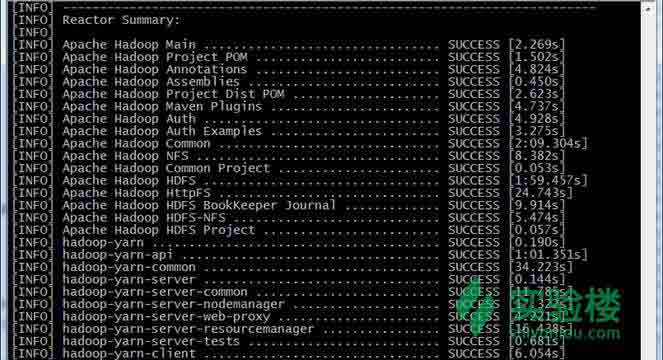 [INFO] ------------------------------------------------------------------------
[INFO] Reactor Summary:
[INFO]
[INFO] Apache Hadoop Main ................................ SUCCESS [2.269s]
[INFO] Apache Hadoop Project POM ......................... SUCCESS [1.502s]
[INFO] Apache Hadoop Annotations ......................... SUCCESS [4.824s]
[INFO] Apache Hadoop Assemblies .......................... SUCCESS [0.450s]
[INFO] Apache Hadoop Project Dist POM .................... SUCCESS [2.623s]
[INFO] Apache Hadoop Maven Plugins ....................... SUCCESS [4.737s]
[INFO] Apache Hadoop Auth ................................ SUCCESS [4.928s]
[INFO] Apache Hadoop Auth Examples ....................... SUCCESS [3.275s]
[INFO] Apache Hadoop Common .............................. SUCCESS [2:09.304s]
[INFO] Apache Hadoop NFS ................................. SUCCESS [8.382s]
[INFO] Apache Hadoop Common Project ...................... SUCCESS [0.053s]
[INFO] Apache Hadoop HDFS ................................ SUCCESS [1:59.457s]
[INFO] Apache Hadoop HttpFS .............................. SUCCESS [24.743s]
[INFO] Apache Hadoop HDFS BookKeeper Journal ............. SUCCESS [9.914s]
[INFO] Apache Hadoop HDFS-NFS ............................ SUCCESS [5.474s]
[INFO] Apache Hadoop HDFS Project ........................ SUCCESS [0.057s]
[INFO] hadoop-yarn ....................................... SUCCESS [0.190s]
[INFO] hadoop-yarn-api ................................... SUCCESS [1:01.351s]
[INFO] hadoop-yarn-common ................................ SUCCESS [34.223s]
[INFO] hadoop-yarn-server ................................ SUCCESS [0.144s]
[INFO] hadoop-yarn-server-common ......................... SUCCESS
[INFO] hadoop-yarn-server-nodemanager .................... SUCCESS
[INFO] hadoop-yarn-server-web-proxy ...................... SUCCESS
[INFO] hadoop-yarn-server-resourcemanager ................ SUCCESS [16.438s]
[INFO] hadoop-yarn-server-tests .......................... SUCCESS [0.681s]
[INFO] hadoop-yarn-client ................................ SUCCESS [6.054s]
实验楼
shiyanlou.com